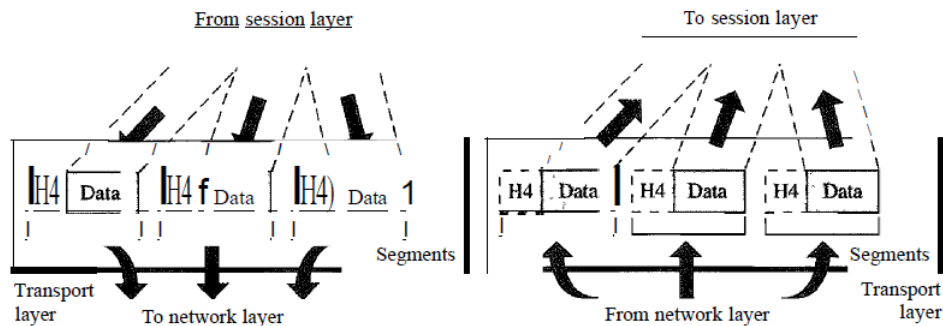 From session layer
To session layer
H4 Data H4 f Data H4) Data 1
H4 Data H4 Data H4 Data
Segments
Transport
layer
To network layer
Segments
From network layer
Transport
layer